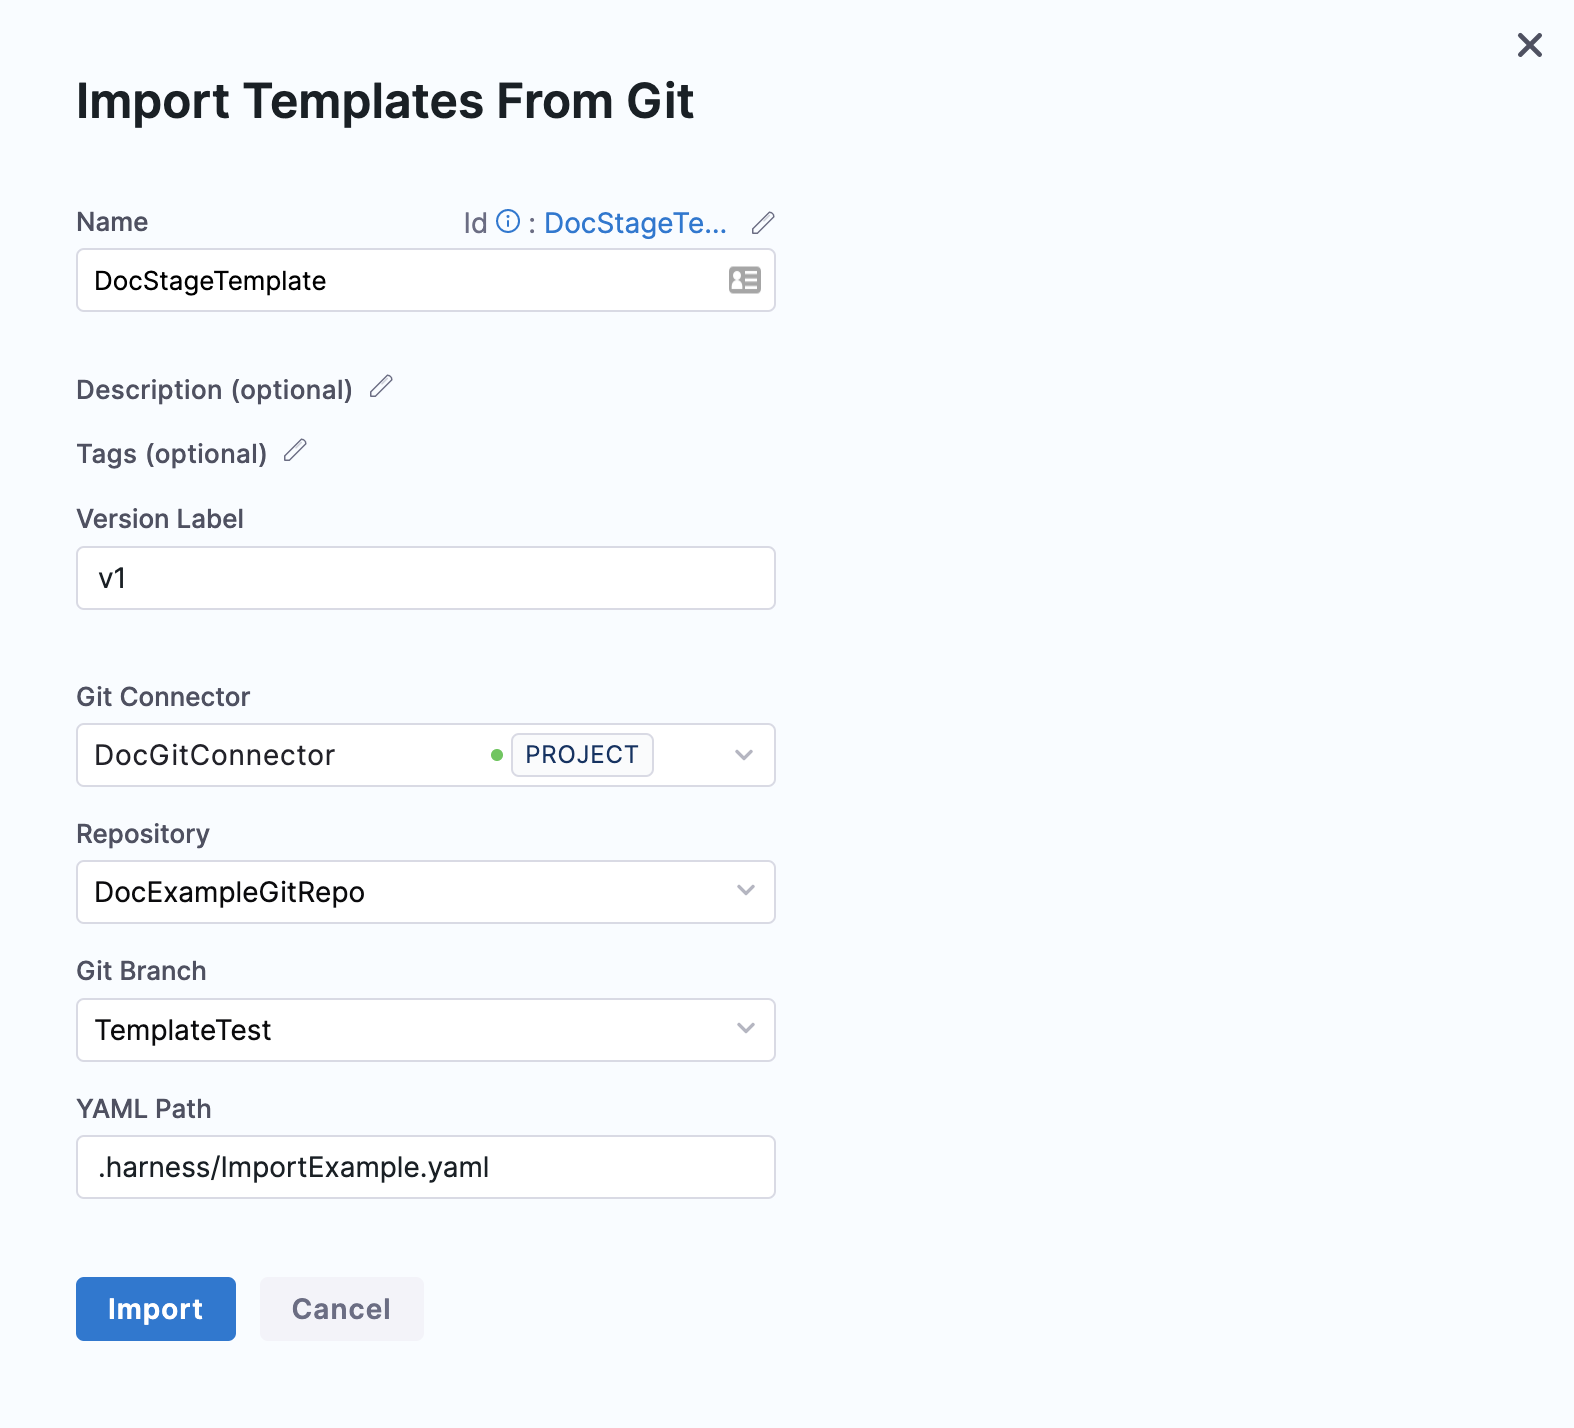 Import Templates From Git
Name Id : DocStageTe...
DocStageTemplate
Description (optional)
Tags (optional)
Version Label
v1
Git Connector
DocGitConnector PROJECT
Repository
DocExampleGitRepo
Git Branch
TemplateTest
YAML Path
.harness/ImportExample.yaml
Import Cancel